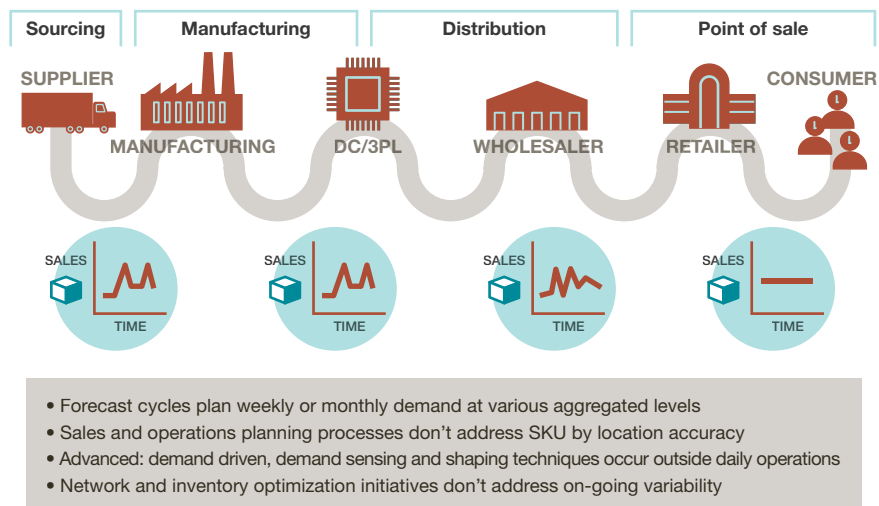 Sourcing
Manufacturing
Distribution
Point of sale
SUPPLIER
CONSUMER
MANUFACTURING
DC/3PL
WHOLESALER
RETAILER
SALES
TIME
SALES
TIME
SALES
TIME
SALES
TIME
• Forecast cycles plan weekly or monthly demand at various aggregated levels
• Sales and operations planning processes don’t address SKU by location accuracy
• Advanced: demand driven, demand sensing and shaping techniques occur outside daily operations
• Network and inventory optimization initiatives don’t address on-going variability